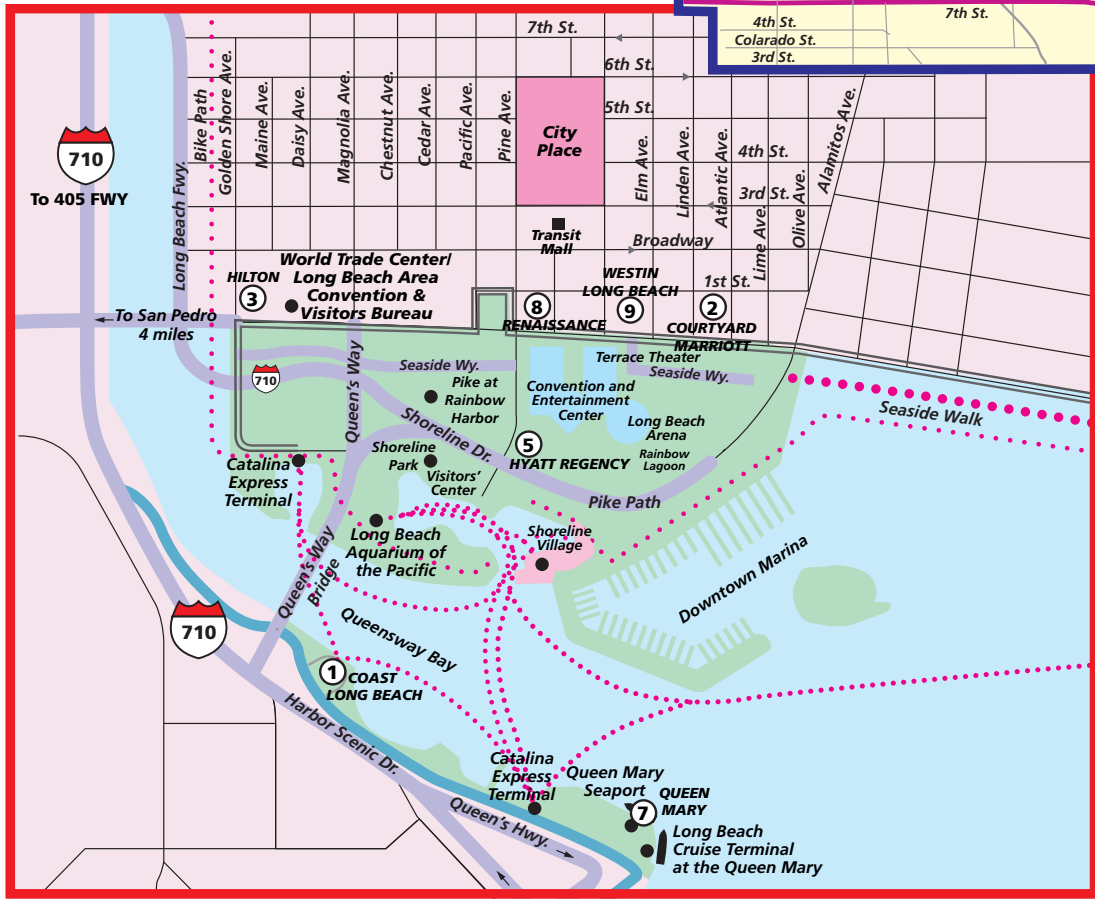 4th St.
7th St.
Colarado St.
3rd St.
7th St.
6th St.
5th St.
4th St.
3rd St.
Broadway
1st St.
Bike Path
Golden Shore Ave.
Maine Ave.
Daisy Ave.
Magnolia Ave.
Chestnut Ave.
Cedar Ave.
Pacific Ave.
Pine Ave.
City
Place
Elm Ave.
Linden Ave.
Atlantic Ave.
Lime Ave.
Olive Ave.
Alamitos Ave.
710
To 405 FWY
Long Beach Fwy.
Transit
Mall
HILTON
3
World Trade Center/
Long Beach Area
Convention &
Visitors Bureau
8
RENAISSANCE
WESTIN
LONG BEACH
9
2
COURTYARD
MARRIOTT
To San Pedro
4 miles
710
Seaside Wy.
Queen's Way
Pike at
Rainbow
Harbor
Shoreline Dr.
Terrace Theater
Seaside Wy.
Convention and
Entertainment
Center
Long Beach
Arena
Rainbow
Lagoon
5
HYATT REGENCY
Seaside Walk
Catalina
Express
Terminal
Shoreline
Park
Visitors'
Center
Pike Path
Long Beach
Aquarium of
the Pacific
Shoreline
Village
Downtown Marina
Queen's Way
Bridge
Queensway Bay
710
1
COAST
LONG BEACH
Harbor Scenic Dr.
Catalina
Express
Terminal
Queen Mary
Seaport
7
QUEEN
MARY
Queen's Hwy.
Long Beach
Cruise Terminal
at the Queen Mary